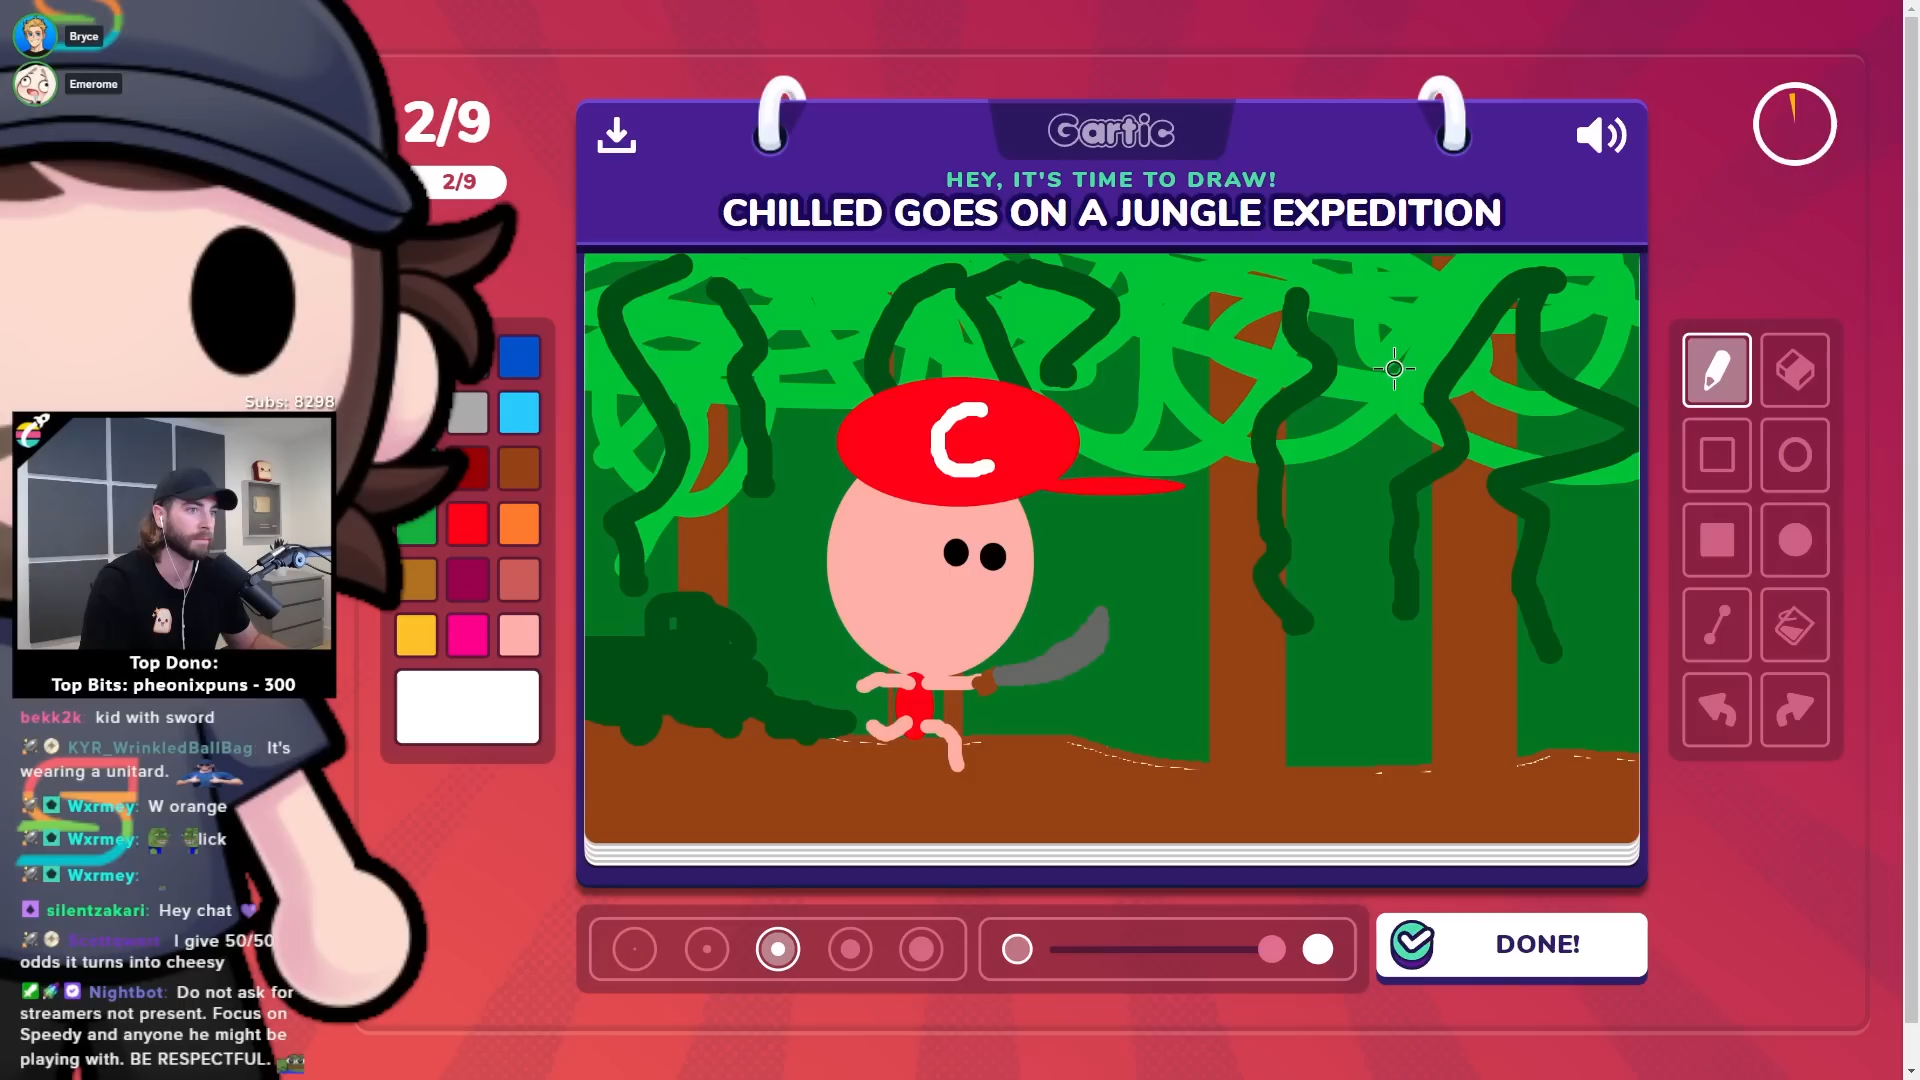 Bryce
Emerome
2/9
2/9
Gartic
HEY, IT'S TIME TO DRAW!
CHILLED GOES ON A JUNGLE EXPEDITION
C
Subs: 8298
Top Dono:
Top Bits: pheonixpuns - 300
bekk2k: kid with sword
KYR_WrinkledBallBag: It's
wearing a unitard.
Wxrmey: W orange
Wxrmey: lick
Wxrmey:
silentzakari: Hey chat
I give 50/50
odds it turns into cheesy
Nightbot: Do not ask for
streamers not present. Focus on
Speedy and anyone he might be
playing with. BE RESPECTFUL.
DONE!